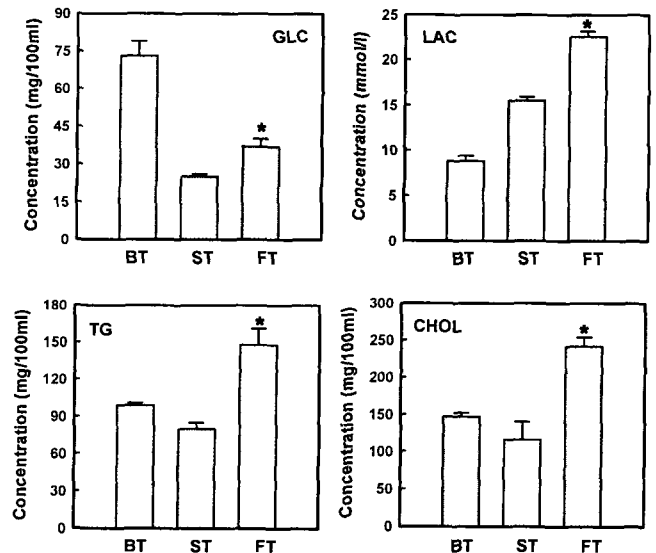 Concentration (mg/100ml)
90
75
60
45
30
15
0
GLC
*
BT ST FT
Concentration (mmol/l)
25
20
15
10
5
0
LAC
*
BT ST FT
Concentration (mg/100ml)
180
150
120
90
60
30
0
TG
*
BT ST FT
Concentration (mg/100ml)
300
250
200
150
100
50
0
CHOL
*
BT ST FT